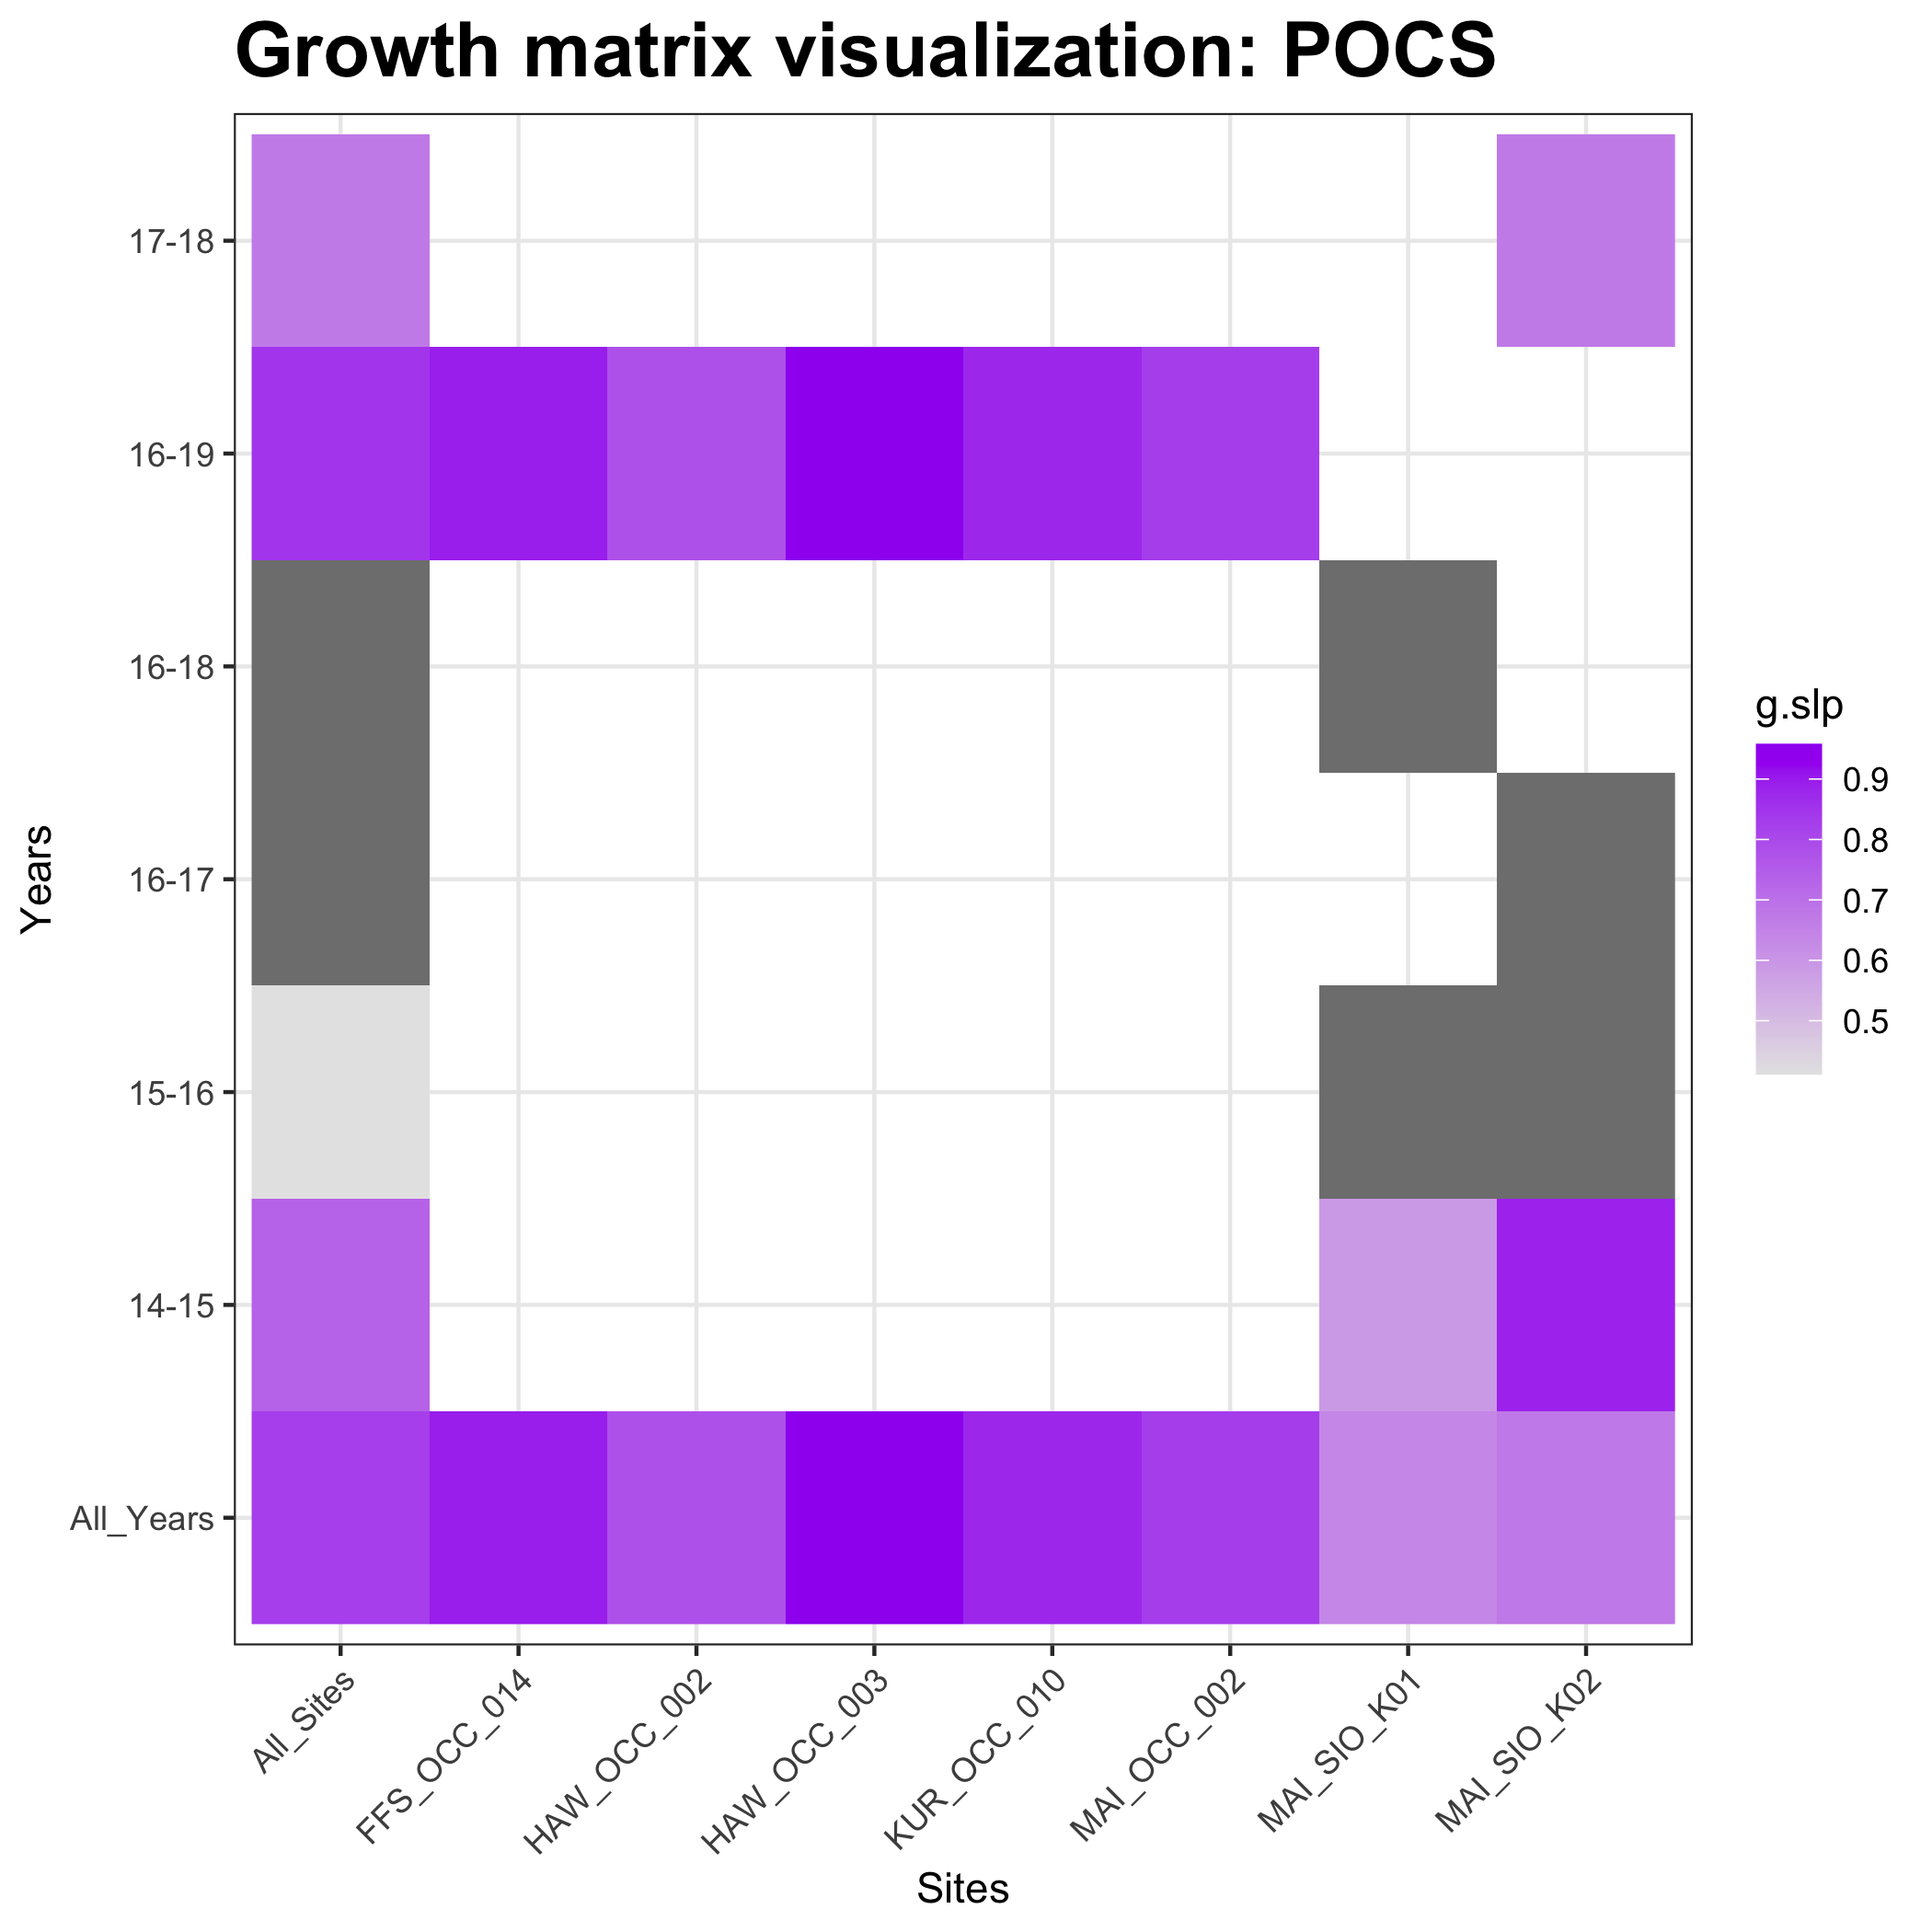 Growth matrix visualization: POCS
17-18
16-19
16-18
16-17
15-16
14-15
All_Years
Years
All_Sites
FFS_OCC_014
HAW_OCC_002
HAW_OCC_003
KUR_OCC_010
MAI_OCC_002
MAI_SIO_K01
MAI_SIO_K02
Sites
g.slp
0.9
0.8
0.7
0.6
0.5